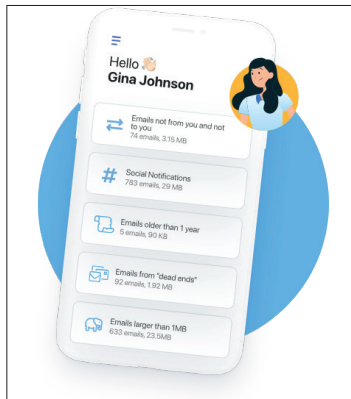 Hello 👋🏻
Gina Johnson
Emails not from you and not
to you
74 emails, 3.15 MB
Social Notifications
783 emails, 29 MB
Emails older than 1 year
5 emails, 90 KB
Emails from "dead ends"
92 emails, 1.92 MB
Emails larger than 1MB
633 emails, 23.5MB